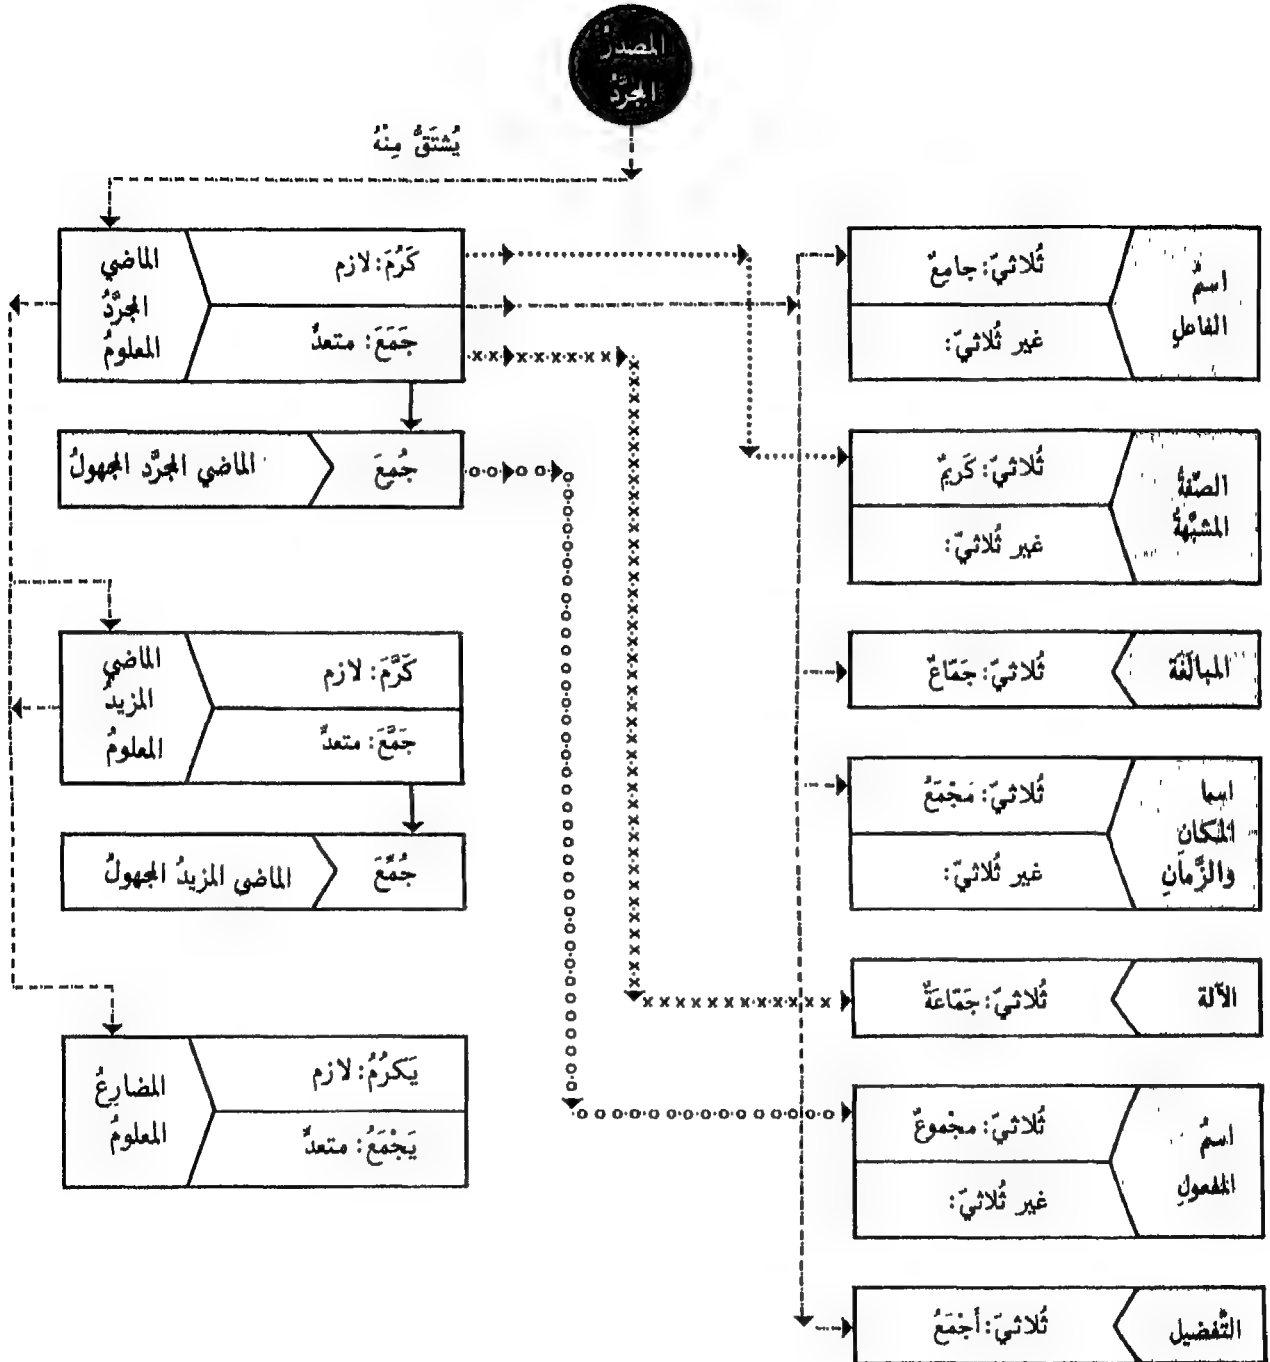 المصدرُ
المجرَّدُ
يُشتَقُّ مِنْهُ
اسمُ
الفاعلِ
ثُلاثيّ: جامِعٌ
غير ثُلاثيّ:
الصّفةُ
المشبَّهةُ
ثُلاثيّ: كَريمٌ
غير ثُلاثيّ:
المبالَغَة
ثُلاثيّ: جَمّاعٌ
اسما
المكانِ
والزَّمانِ
ثُلاثيّ: مَجْمَعٌ
غير ثُلاثيّ:
الآلة
ثُلاثيّ: جَمّاعَةٌ
اسمُ
المفعولِ
ثُلاثيّ: مجْموعٌ
غير ثُلاثيّ:
التَّفضيل
ثُلاثيّ: أجْمَعُ
كَرُمَ: لازم
جَمَعَ: متعدٍّ
الماضي
المجرَّدُ
المعلومُ
جُمِعَ
الماضي المجرَّد المجهولُ
كَرَّمَ: لازم
جَمَّعَ: متعدٍّ
الماضي
المزيدُ
المعلومُ
جُمِّعَ
الماضي المزيدُ المجهولُ
يَكرُمُ: لازم
يَجْمَعُ: متعدٍّ
المضارِعُ
المعلومُ